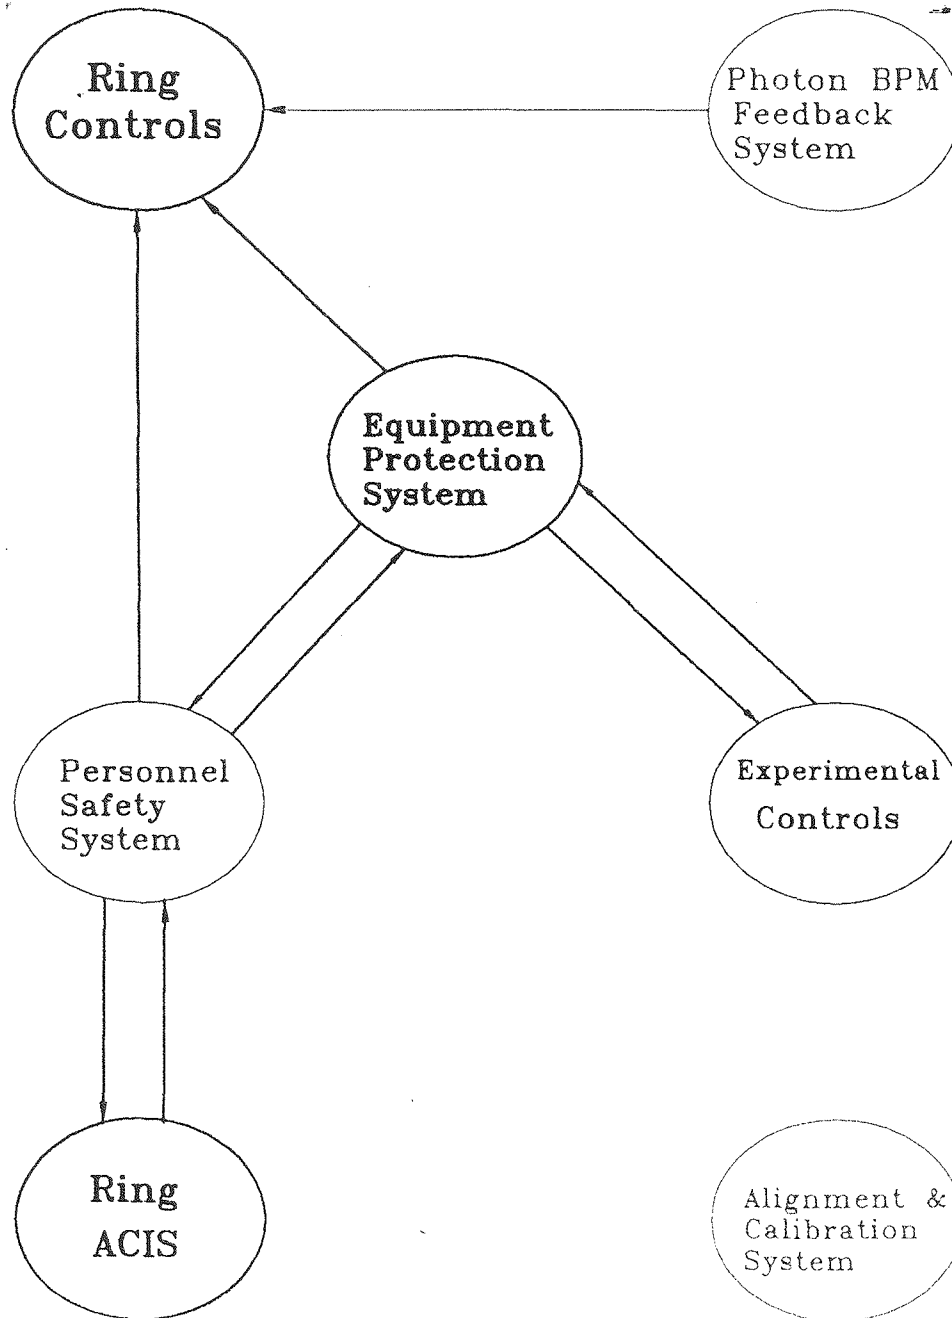 Ring
Controls
Photon BPM
Feedback
System
Equipment
Protection
System
Personnel
Safety
System
Experimental
Controls
Ring
ACIS
Alignment &
Calibration
System